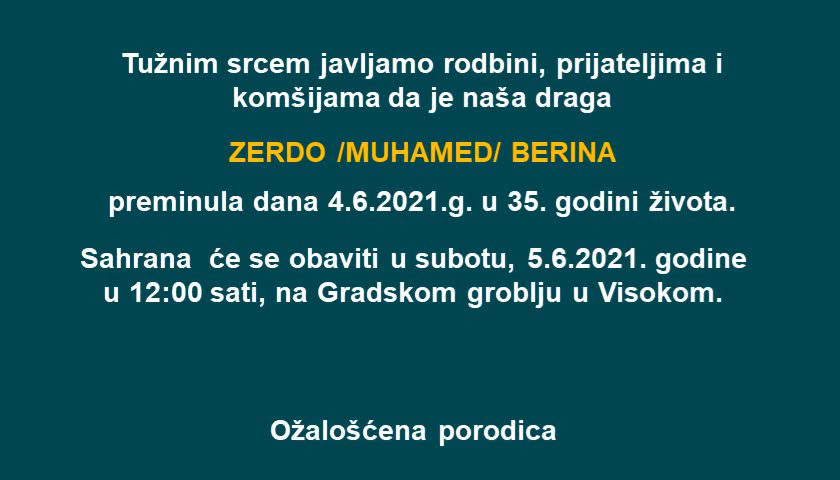 Tužnim srcem javljamo rodbini, prijateljima i
komšijama da je naša draga
ZERDO /MUHAMED/ BERINA
preminula dana 4.6.2021.g. u 35. godini života.
Sahrana će se obaviti u subotu, 5.6.2021. godine
u 12:00 sati, na Gradskom groblju u Visokom.
Ožalošćena porodica